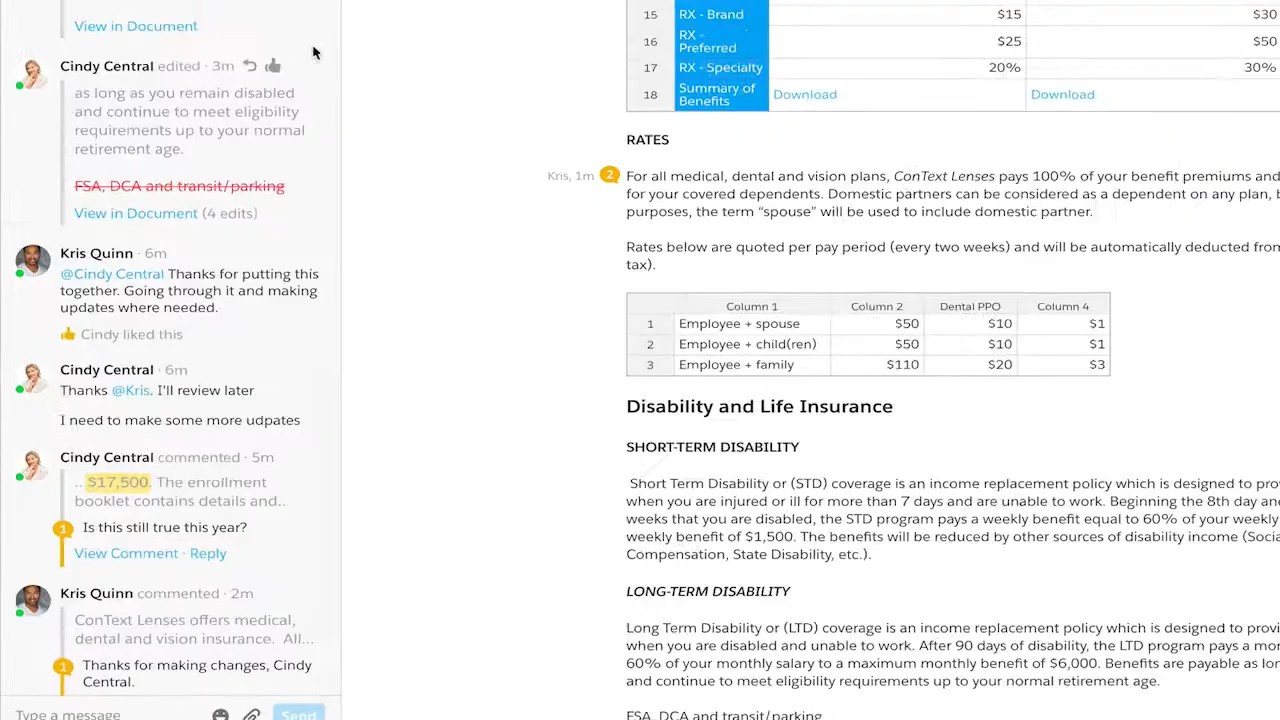 View in Document
Cindy Central edited · 3m
as long as you remain disabled
and continue to meet eligibility
requirements up to your normal
retirement age.
FSA, DCA and transit/parking
View in Document (4 edits)
Kris Quinn · 6m
@Cindy Central Thanks for putting this
together. Going through it and making
updates where needed.
Cindy liked this
Cindy Central · 6m
Thanks @Kris. I'll review later
I need to make some more udpates
Cindy Central commented · 5m
.. $17,500. The enrollment
booklet contains details and..
1 Is this still true this year?
View Comment · Reply
Kris Quinn commented · 2m
ConText Lenses offers medical,
dental and vision insurance. All...
1 Thanks for making changes, Cindy
Central.
Type a message Send
15 RX - Brand $15 $30
16 RX - Preferred $25 $50
17 RX - Specialty 20% 30%
18 Summary of Benefits Download Download
RATES
Kris, 1m 2 For all medical, dental and vision plans, ConText Lenses pays 100% of your benefit premiums and
for your covered dependents. Domestic partners can be considered as a dependent on any plan, b
purposes, the term “spouse” will be used to include domestic partner.
Rates below are quoted per pay period (every two weeks) and will be automatically deducted from
tax).
Column 1 Column 2 Dental PPO Column 4
1 Employee + spouse $50 $10 $1
2 Employee + child(ren) $50 $10 $1
3 Employee + family $110 $20 $3
Disability and Life Insurance
SHORT-TERM DISABILITY
Short Term Disability or (STD) coverage is an income replacement policy which is designed to pro
when you are injured or ill for more than 7 days and are unable to work. Beginning the 8th day an
weeks that you are disabled, the STD program pays a weekly benefit equal to 60% of your weekly
weekly benefit of $1,500. The benefits will be reduced by other sources of disability income (Socia
Compensation, State Disability, etc.).
LONG-TERM DISABILITY
Long Term Disability or (LTD) coverage is an income replacement policy which is designed to provi
when you are disabled and unable to work. After 90 days of disability, the LTD program pays a mo
60% of your monthly salary to a maximum monthly benefit of $6,000. Benefits are payable as lon
and continue to meet eligibility requirements up to your normal retirement age.
FSA, DCA and transit/parking